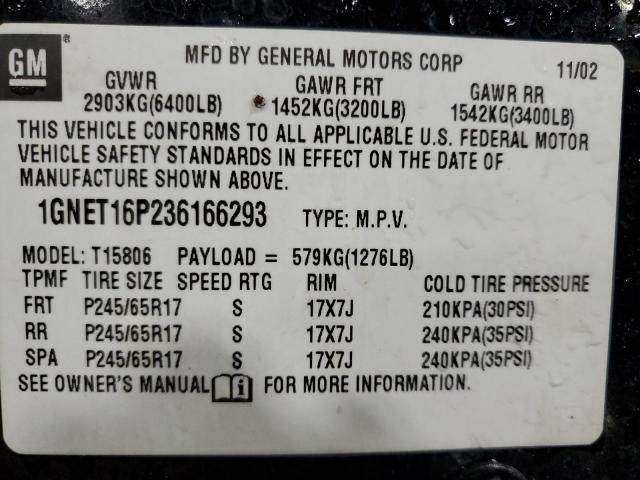 GM ®
MFD BY GENERAL MOTORS CORP 11/02
GVWR GAWR FRT GAWR RR
2903KG(6400LB) 1452KG(3200LB) 1542KG(3400LB)
THIS VEHICLE CONFORMS TO ALL APPLICABLE U.S. FEDERAL MOTOR
VEHICLE SAFETY STANDARDS IN EFFECT ON THE DATE OF
MANUFACTURE SHOWN ABOVE.
1GNET16P236166293 TYPE: M.P.V.
MODEL: T15806 PAYLOAD = 579KG(1276LB)
TPMF TIRE SIZE SPEED RTG RIM COLD TIRE PRESSURE
FRT P245/65R17 S 17X7J 210KPA(30PSI)
RR P245/65R17 S 17X7J 240KPA(35PSI)
SPA P245/65R17 S 17X7J 240KPA(35PSI)
SEE OWNER'S MANUAL i FOR MORE INFORMATION.